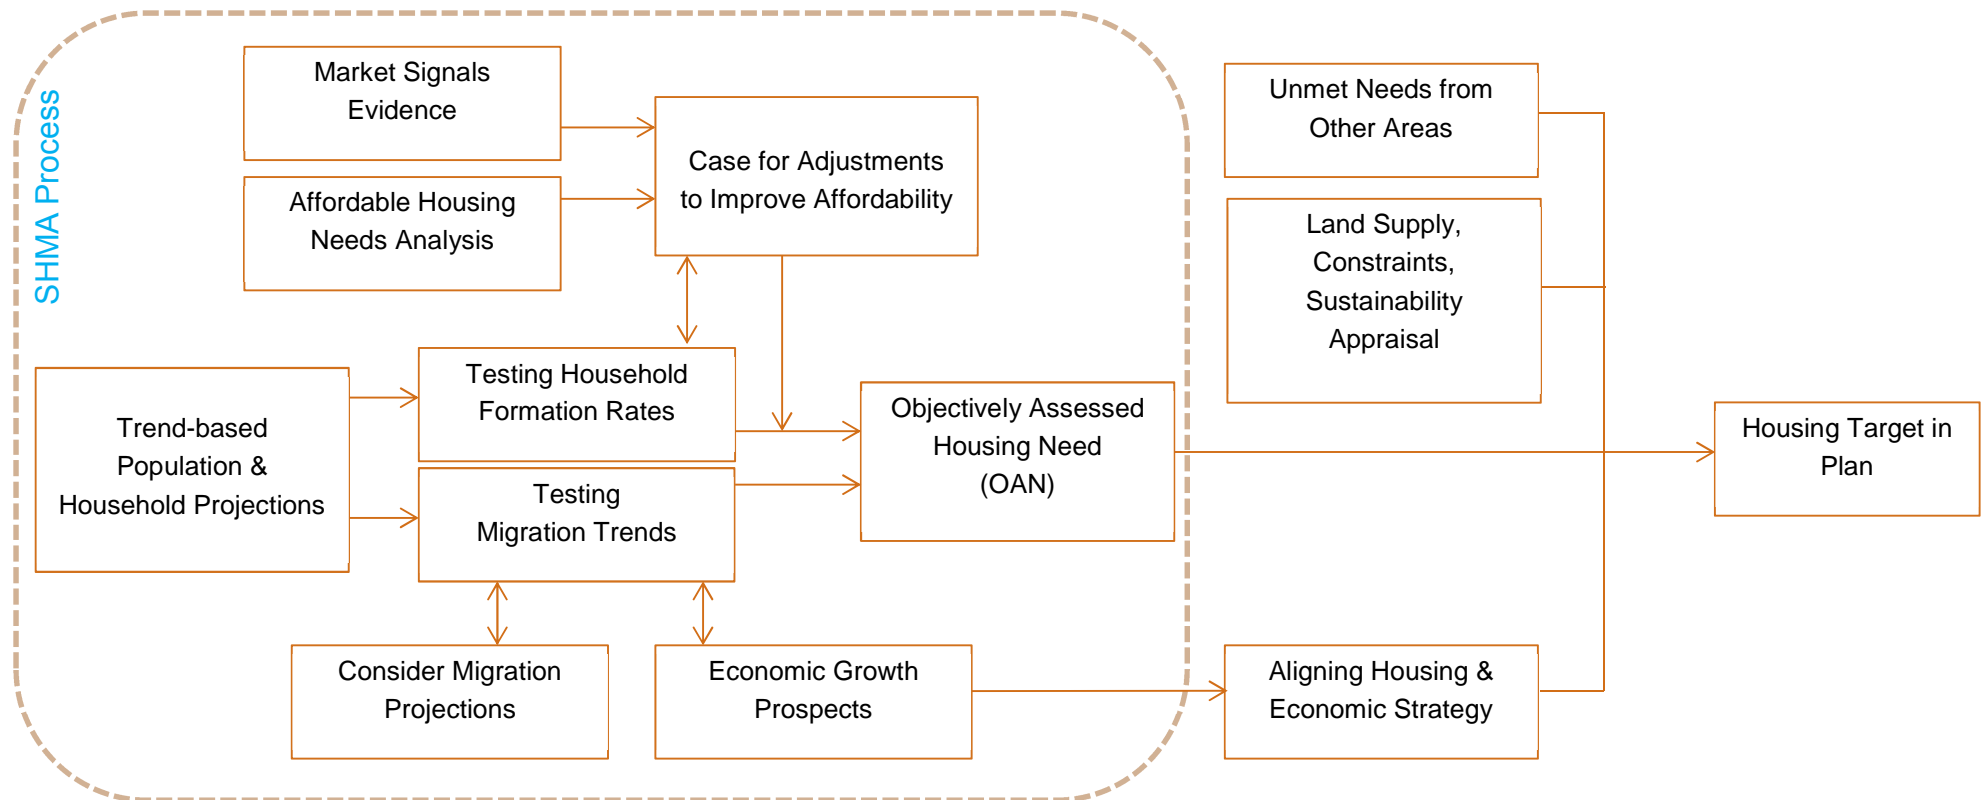 SHMA Process
Market Signals
Evidence
Affordable Housing
Needs Analysis
Case for Adjustments
to Improve Affordability
Unmet Needs from
Other Areas
Land Supply,
Constraints,
Sustainability
Appraisal
Trend-based
Population &
Household Projections
Testing Household
Formation Rates
Testing
Migration Trends
Objectively Assessed
Housing Need
(OAN)
Housing Target in
Plan
Consider Migration
Projections
Economic Growth
Prospects
Aligning Housing &
Economic Strategy